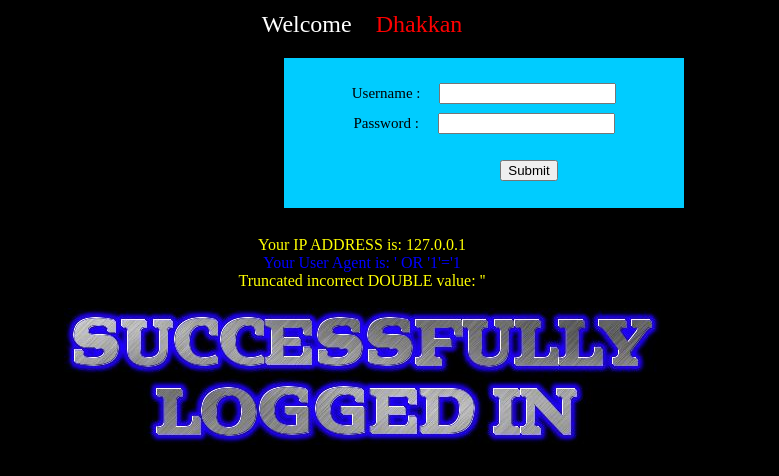 Welcome    Dhakkan
Username :
Password :
Submit
Your IP ADDRESS is: 127.0.0.1
Your User Agent is: ' OR '1'='1
Truncated incorrect DOUBLE value: ''
SUCCESSFULLY
LOGGED IN